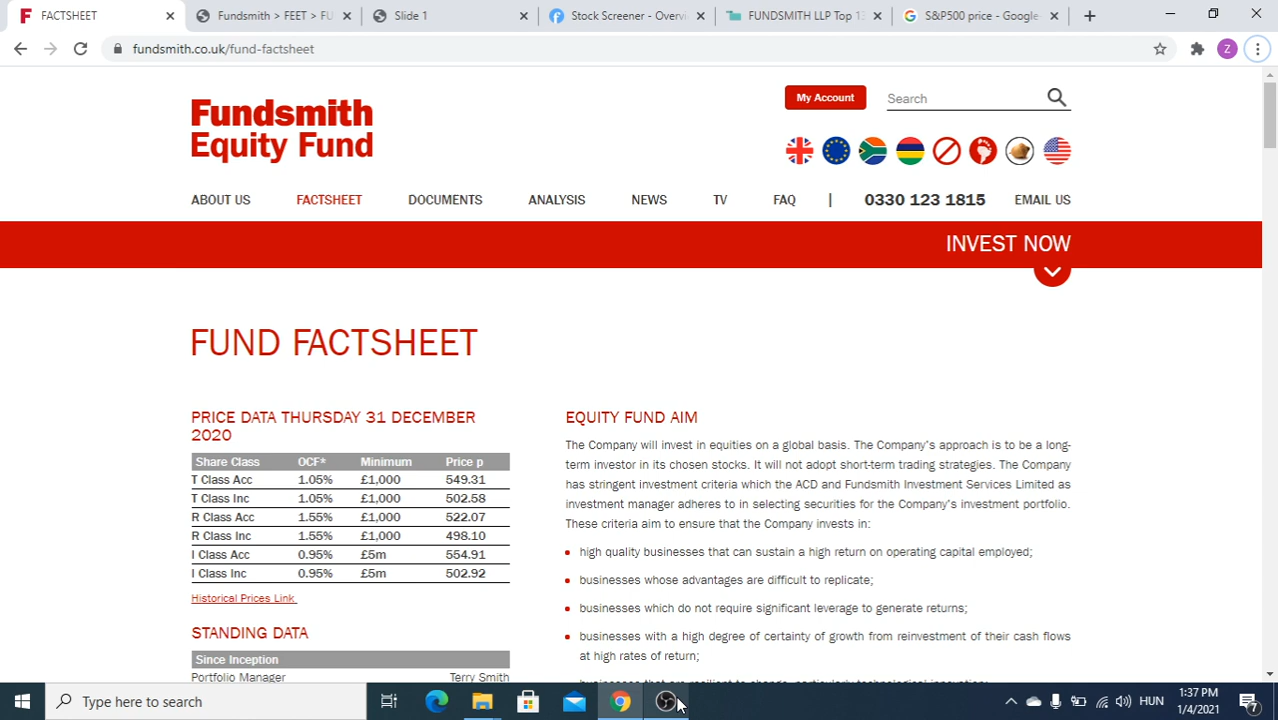 FACTSHEET
Fundsmith > FEET > FU
Slide 1
Stock Screener - Overvi
FUNDSMITH LLP Top 13
S&P500 price - Google
fundsmith.co.uk/fund-factsheet
Z
Fundsmith
Equity Fund
My Account
Search
ABOUT US
FACTSHEET
DOCUMENTS
ANALYSIS
NEWS
TV
FAQ
|
0330 123 1815
EMAIL US
INVEST NOW
FUND FACTSHEET
PRICE DATA THURSDAY 31 DECEMBER
2020
Share Class OCF* Minimum Price p
T Class Acc 1.05% £1,000 549.31
T Class Inc 1.05% £1,000 502.58
R Class Acc 1.55% £1,000 522.07
R Class Inc 1.55% £1,000 498.10
I Class Acc 0.95% £5m 554.91
I Class Inc 0.95% £5m 502.92
Historical Prices Link
STANDING DATA
Since Inception
Portfolio Manager Terry Smith
EQUITY FUND AIM
The Company will invest in equities on a global basis. The Company's approach is to be a long-
term investor in its chosen stocks. It will not adopt short-term trading strategies. The Company
has stringent investment criteria which the ACD and Fundsmith Investment Services Limited as
investment manager adheres to in selecting securities for the Company's investment portfolio.
These criteria aim to ensure that the Company invests in:
high quality businesses that can sustain a high return on operating capital employed;
businesses whose advantages are difficult to replicate;
businesses which do not require significant leverage to generate returns;
businesses with a high degree of certainty of growth from reinvestment of their cash flows
at high rates of return;
businesses that are resilient to change, particularly technological innovation;
Type here to search
HUN
1:37 PM
1/4/2021
7